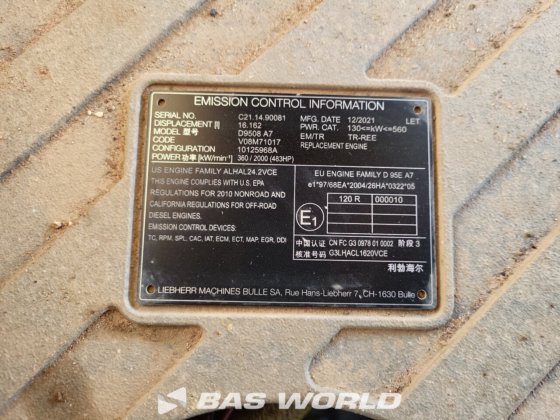 EMISSION CONTROL INFORMATION
SERIAL NO. C21.14.90081 MFG. DATE 12/2021 LET
DISPLACEMENT [l] 16.162 PWR. CAT. 130<=kW<=560
MODEL 型号 D9508 A7 EM/TR TR-REE
CODE V08M71017 REPLACEMENT ENGINE
CONFIGURATION 10125968A
POWER 功率 [kW/min] 360 / 2000 (483HP)
US ENGINE FAMILY ALHAL24.2VCE
THIS ENGINE COMPLIES WITH U.S. EPA
REGULATIONS FOR 2010 NONROAD AND
CALIFORNIA REGULATIONS FOR OFF-ROAD
DIESEL ENGINES.
EMISSION CONTROL DEVICES:
TC, RPM, SPL, CAC, IAT, ECM, ECT, MAP, EGR, DDI
EU ENGINE FAMILY D 95E A7
e1*97/68EA*2004/26HA*0322*05
E1 120 R 000010
中国认证 CN FC G3 0978 01 0002 阶段 3
核准号 G3LHACL1620VCE
利勃海尔
LIEBHERR MACHINES BULLE SA, Rue Hans-Liebherr 7, CH-1630 Bulle
BAS WORLD